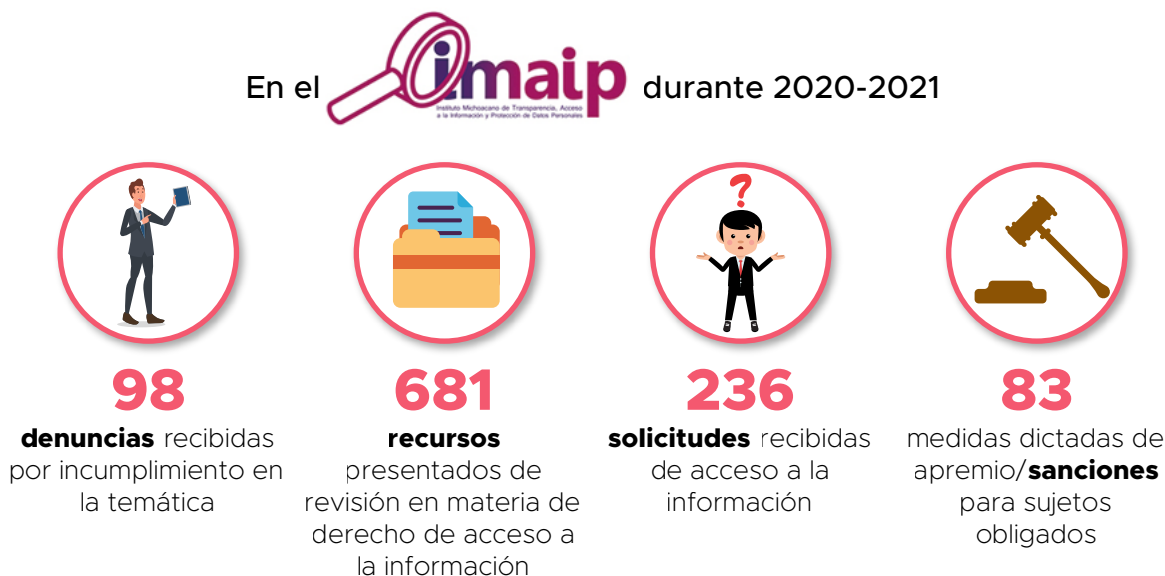 En el imaip durante 2020-2021
Instituto Michoacano de Transparencia, Acceso
a la Información y Protección de Datos Personales
?
98
denuncias recibidas
por incumplimiento en
la temática
681
recursos
presentados de
revisión en materia de
derecho de acceso a
la información
236
solicitudes recibidas
de acceso a la
información
83
medidas dictadas de
apremio/sanciones
para sujetos
obligados